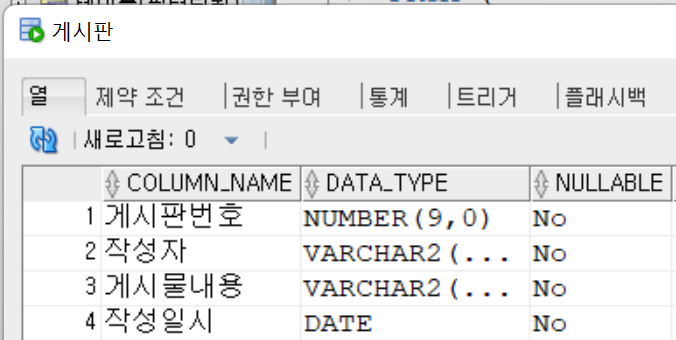 게시판
열 제약 조건 권한 부여 통계 트리거 플래시백
새로고침: 0
COLUMN_NAME DATA_TYPE NULLABLE
1 게시판번호 NUMBER(9,0) No
2 작성자 VARCHAR2(... No
3 게시물내용 VARCHAR2(... No
4 작성일시 DATE No